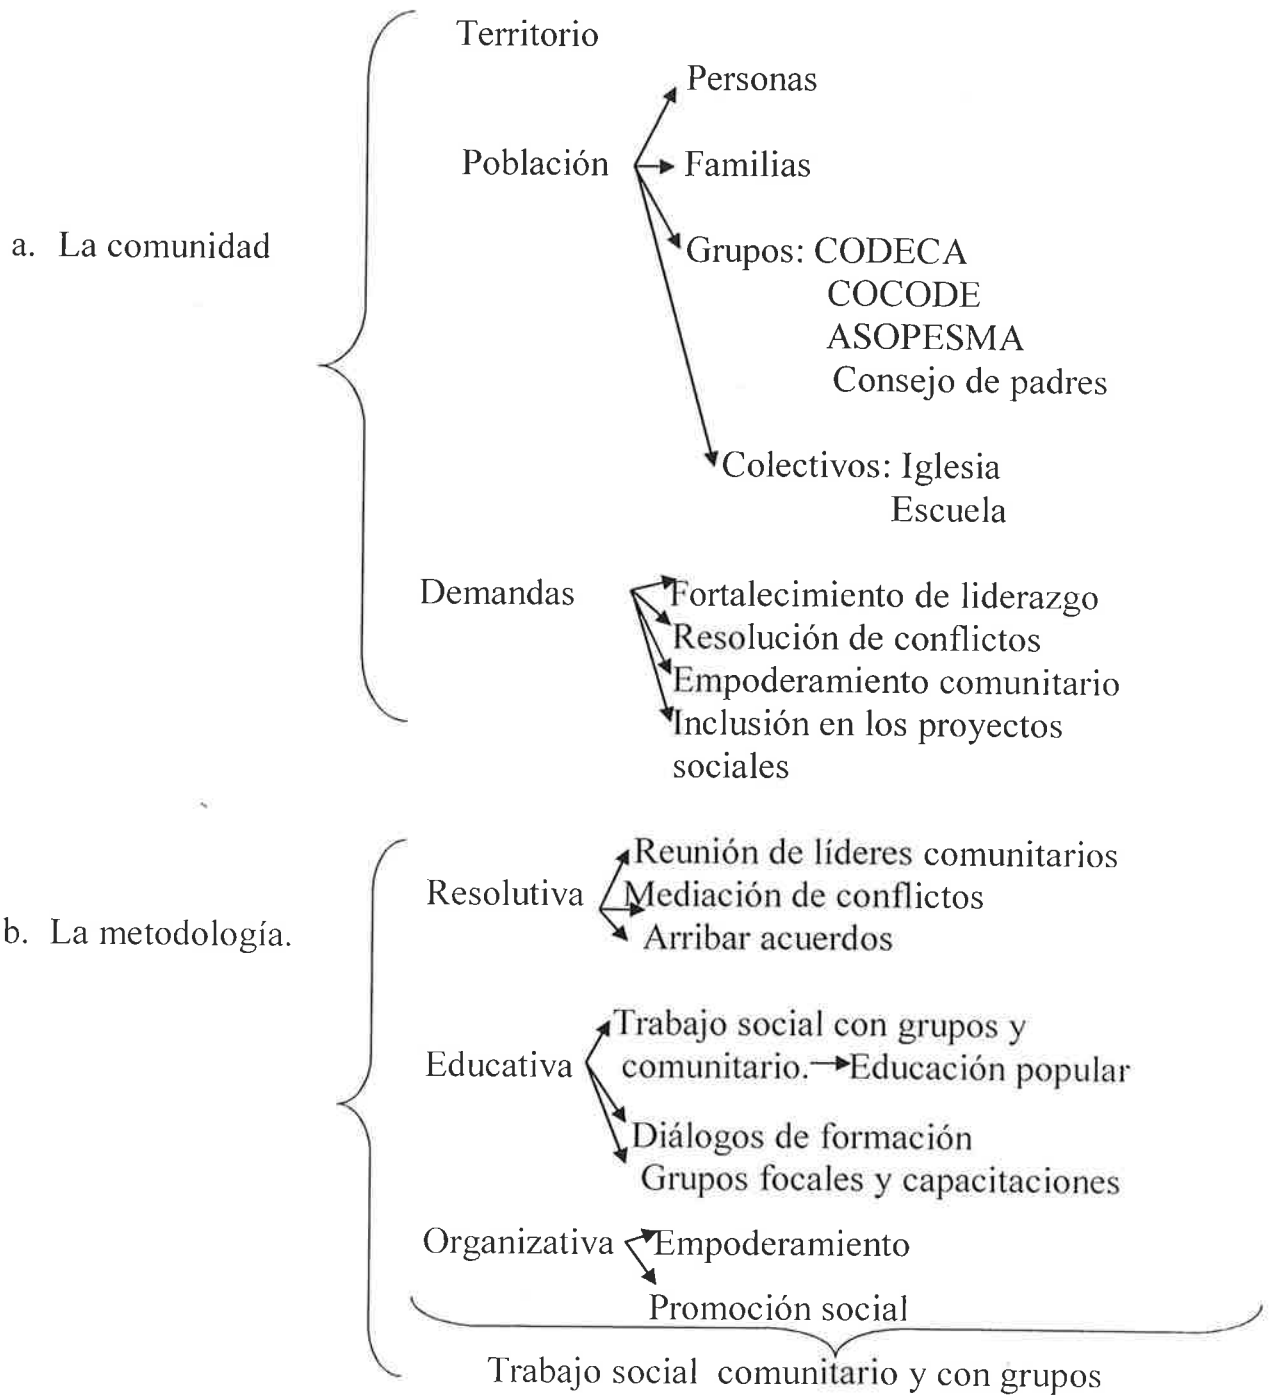 Territorio
Personas
Población
Familias
a. La comunidad
Grupos: CODECA
COCODE
ASOPESMA
Consejo de padres
Colectivos: Iglesia
Escuela
Demandas
Fortalecimiento de liderazgo
Resolución de conflictos
Empoderamiento comunitario
Inclusión en los proyectos
sociales
Reunión de líderes comunitarios
Resolutiva
Mediación de conflictos
b. La metodología.
Arribar acuerdos
Trabajo social con grupos y
Educativa
comunitario. Educación popular
Diálogos de formación
Grupos focales y capacitaciones
Organizativa
Empoderamiento
Promoción social
Trabajo social comunitario y con grupos